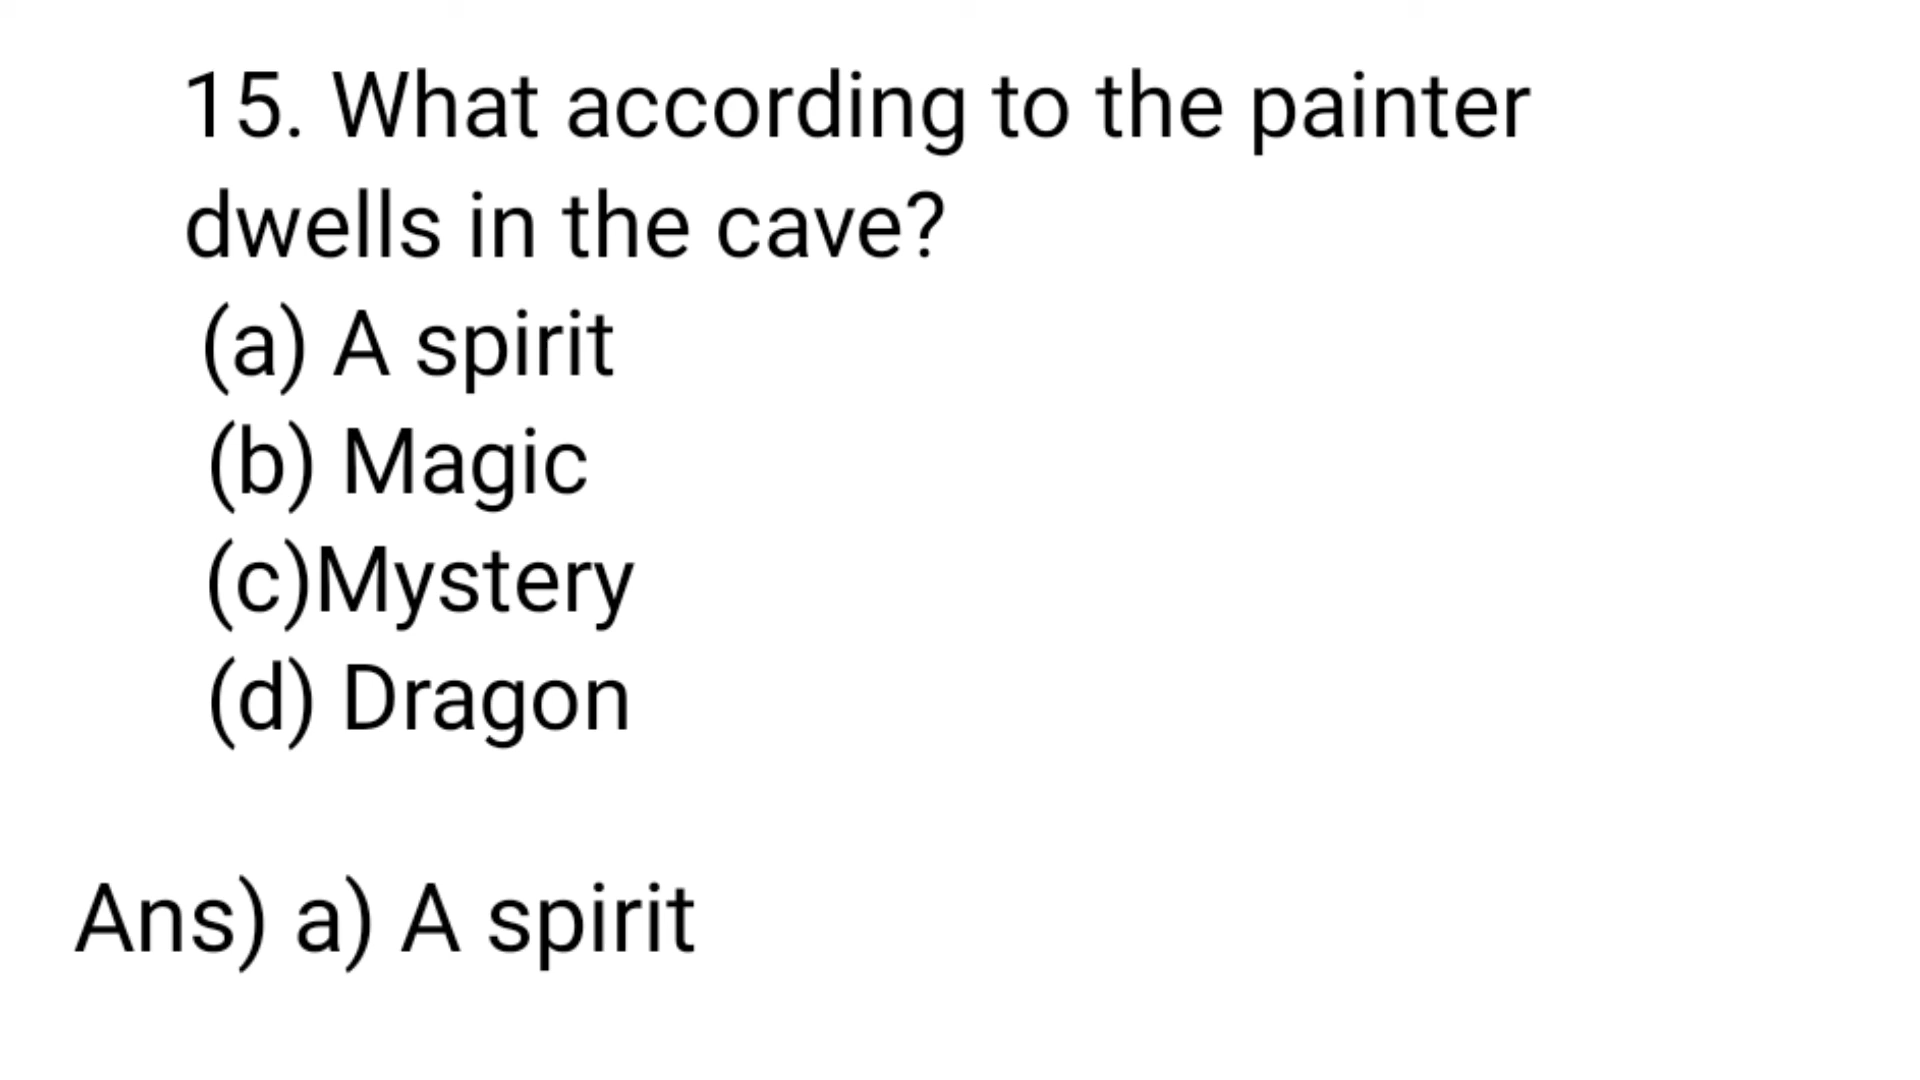 15. What according to the painter
dwells in the cave?
(a) A spirit
(b) Magic
(c)Mystery
(d) Dragon
Ans) a) A spirit